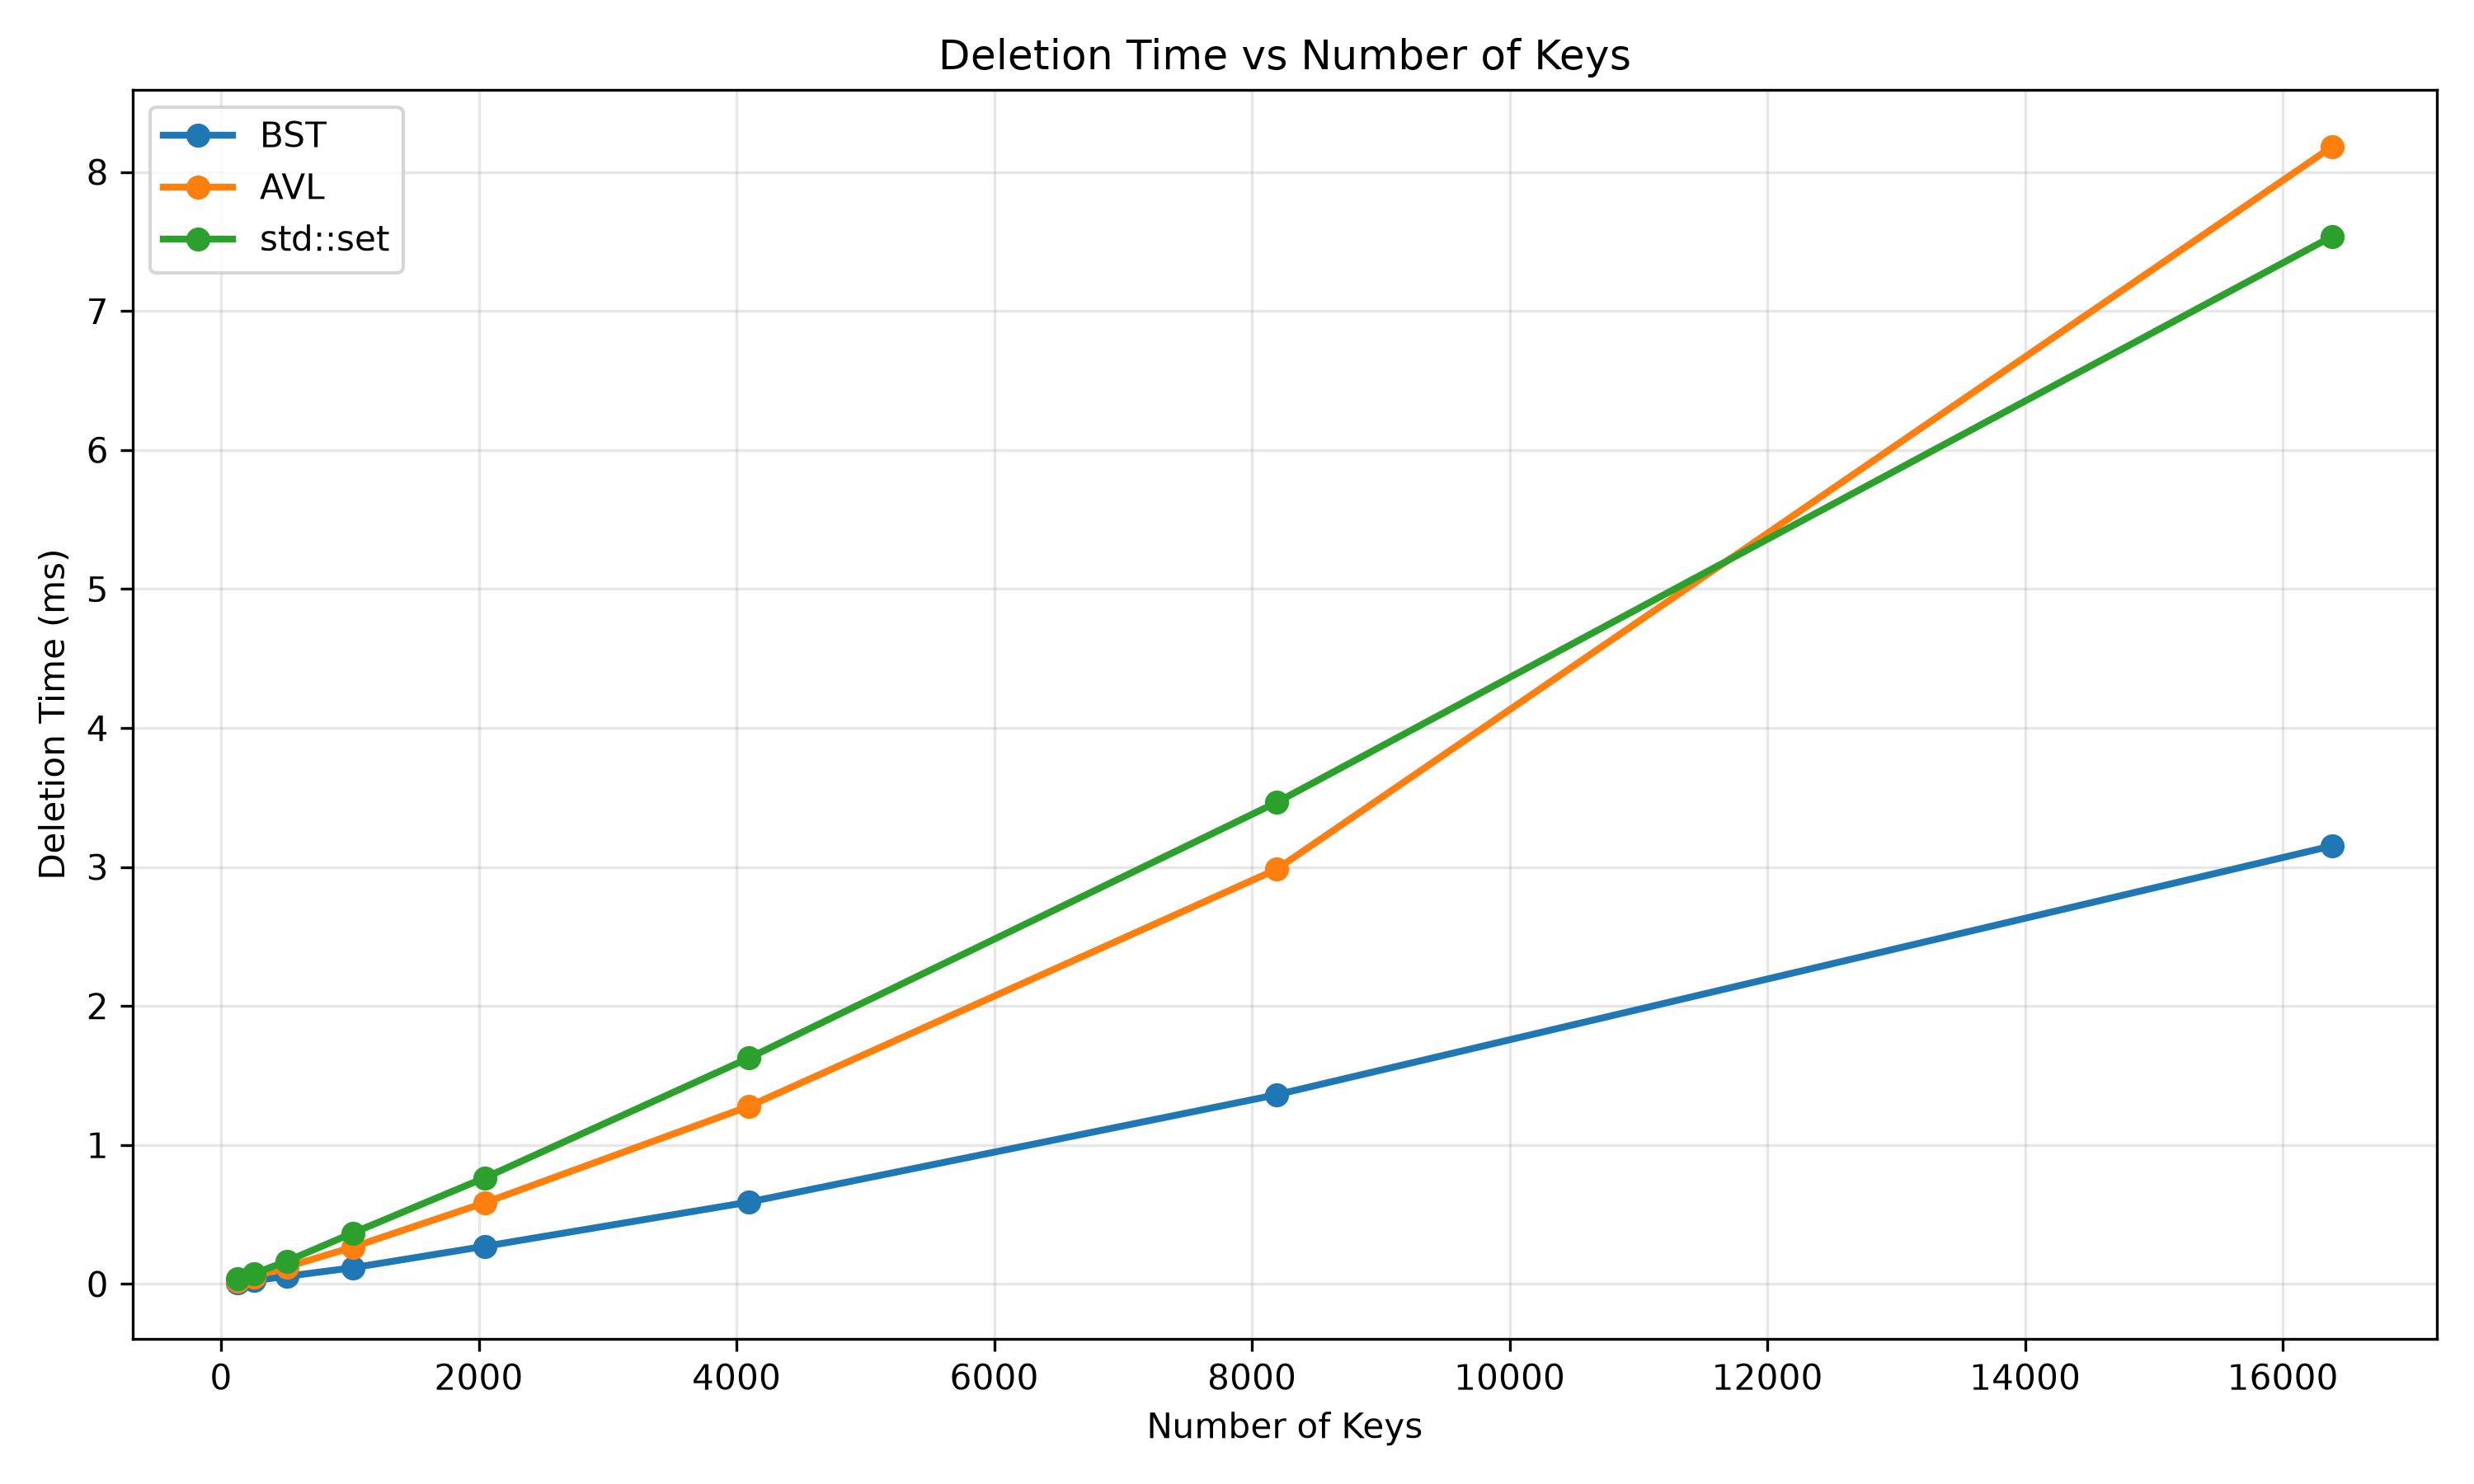 Deletion Time vs Number of Keys
BST
AVL
std::set
Deletion Time (ms)
8
7
6
5
4
3
2
1
0
0 2000 4000 6000 8000 10000 12000 14000 16000
Number of Keys